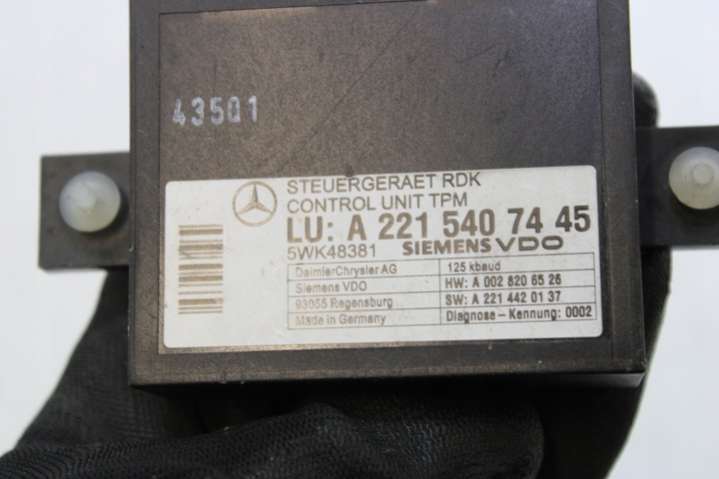 43501
STEUERGERAET RDK
CONTROL UNIT TPM
LU: A 221 540 74 45
5WK48381 SIEMENS VDO
DaimlerChrysler AG 125 kbaud
Siemens VDO HW: A 002 820 65 26
93055 Regensburg SW: A 221 442 01 37
Made in Germany Diagnose - Kennung: 0002